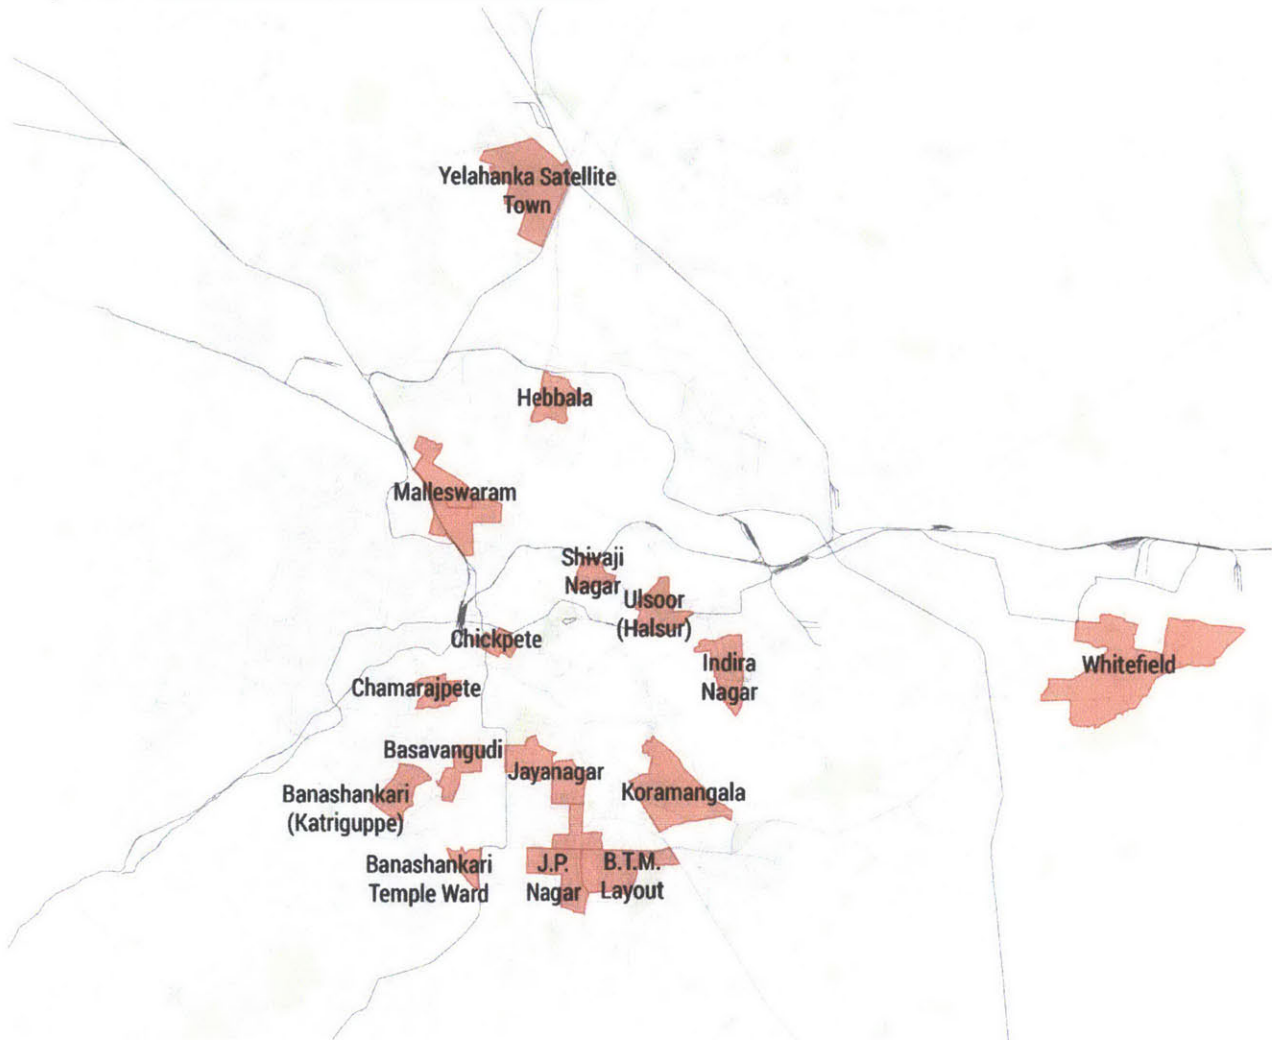 Yelahanka Satellite
Town
Hebbala
Malleswaram
Shivaji
Nagar
Ulsoor
(Halsur)
Chickpete
Indira
Nagar
Whitefield
Chamarajpete
Basavangudi
Jayanagar
Banashankari
(Katriguppe)
Koramangala
Banashankari
Temple Ward
J.P.
Nagar
B.T.M.
Layout